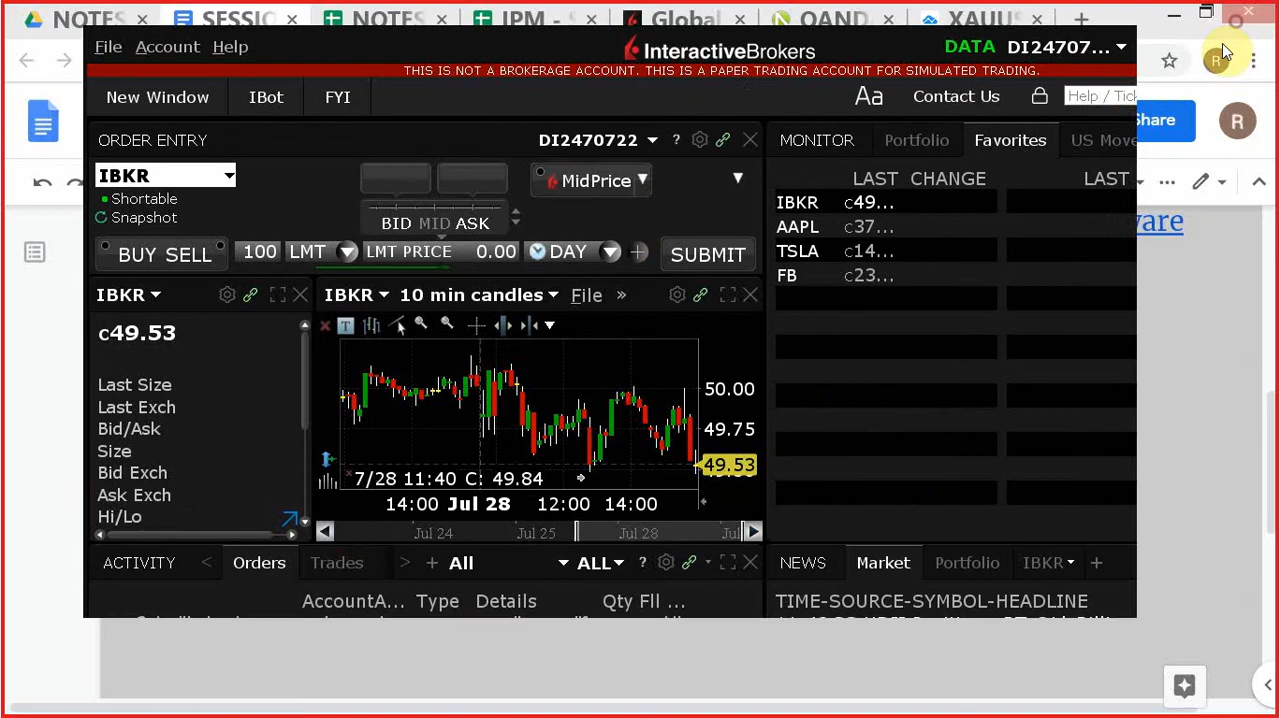 NOTES SESSIO NOTES JPM - Global OANDA XAUUS
File Account Help
InteractiveBrokers
DATA DI24707...
THIS IS NOT A BROKERAGE ACCOUNT. THIS IS A PAPER TRADING ACCOUNT FOR SIMULATED TRADING.
R
New Window IBot FYI
Aa Contact Us Help / Tick
Share R
ORDER ENTRY DI2470722 ?
MONITOR Portfolio Favorites US Move
IBKR
Shortable
Snapshot
MidPrice
BID MID ASK
BUY SELL 100 LMT LMT PRICE 0.00 DAY + SUBMIT
LAST CHANGE LAST
IBKR c49...
AAPL c37...
TSLA c14...
FB c23...
ware
IBKR
c49.53
Last Size
Last Exch
Bid/Ask
Size
Bid Exch
Ask Exch
Hi/Lo
IBKR 10 min candles File »
T
50.00
49.75
49.53
7/28 11:40 C: 49.84
14:00 Jul 28 12:00 14:00
Jul 24 Jul 25 Jul 28 Ju
ACTIVITY < Orders Trades > + All ALL ?
AccountA... Type Details Qty Fll ...
NEWS Market Portfolio IBKR +
TIME-SOURCE-SYMBOL-HEADLINE